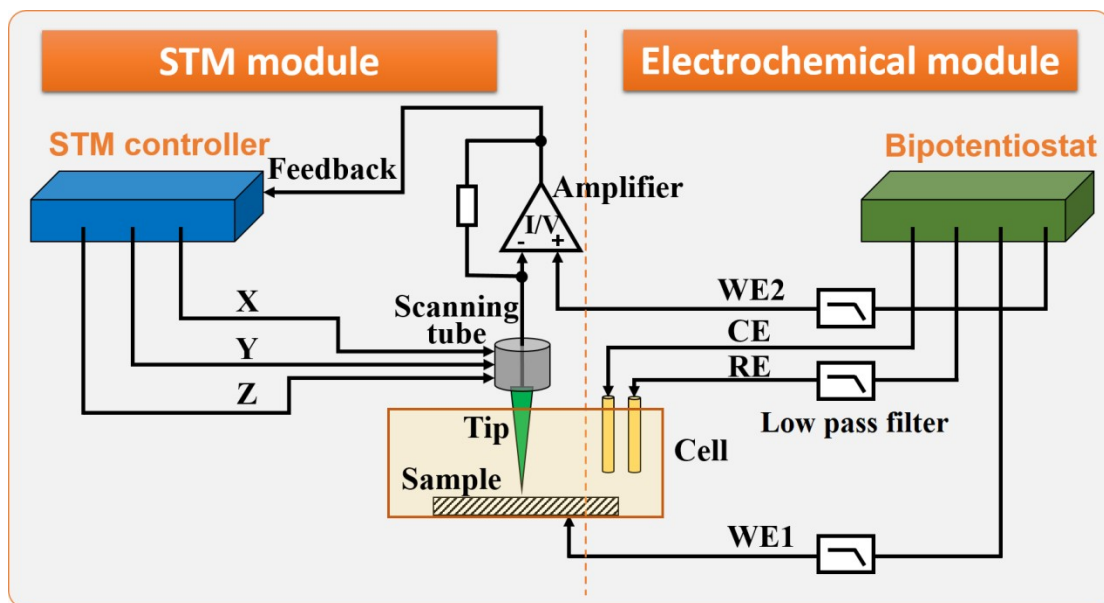 STM module
Electrochemical module
STM controller
Bipotentiostat
Feedback
Amplifier
I/V
- +
X
Scanning
tube
WE2
Y
CE
Z
RE
Tip
Low pass filter
Cell
Sample
WE1